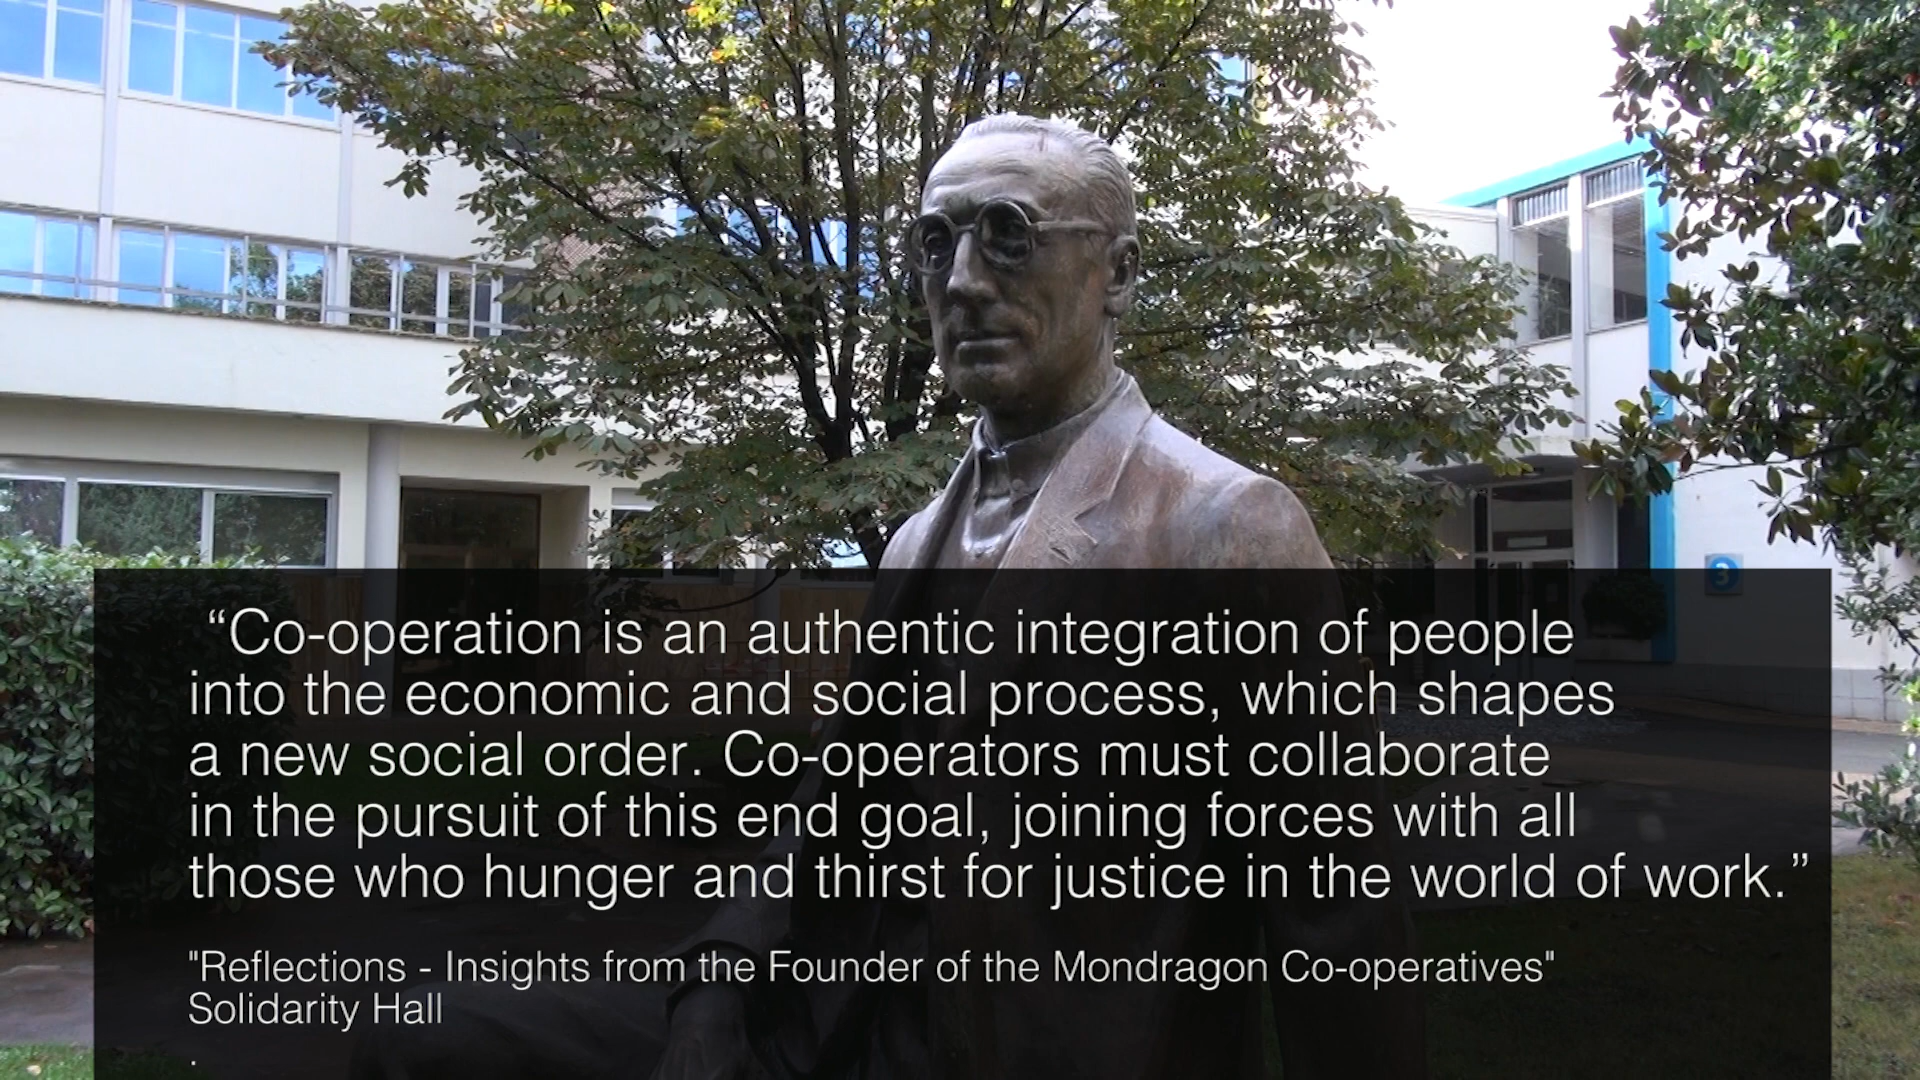 3
“Co-operation is an authentic integration of people
into the economic and social process, which shapes
a new social order. Co-operators must collaborate
in the pursuit of this end goal, joining forces with all
those who hunger and thirst for justice in the world of work.”
"Reflections - Insights from the Founder of the Mondragon Co-operatives"
Solidarity Hall
.